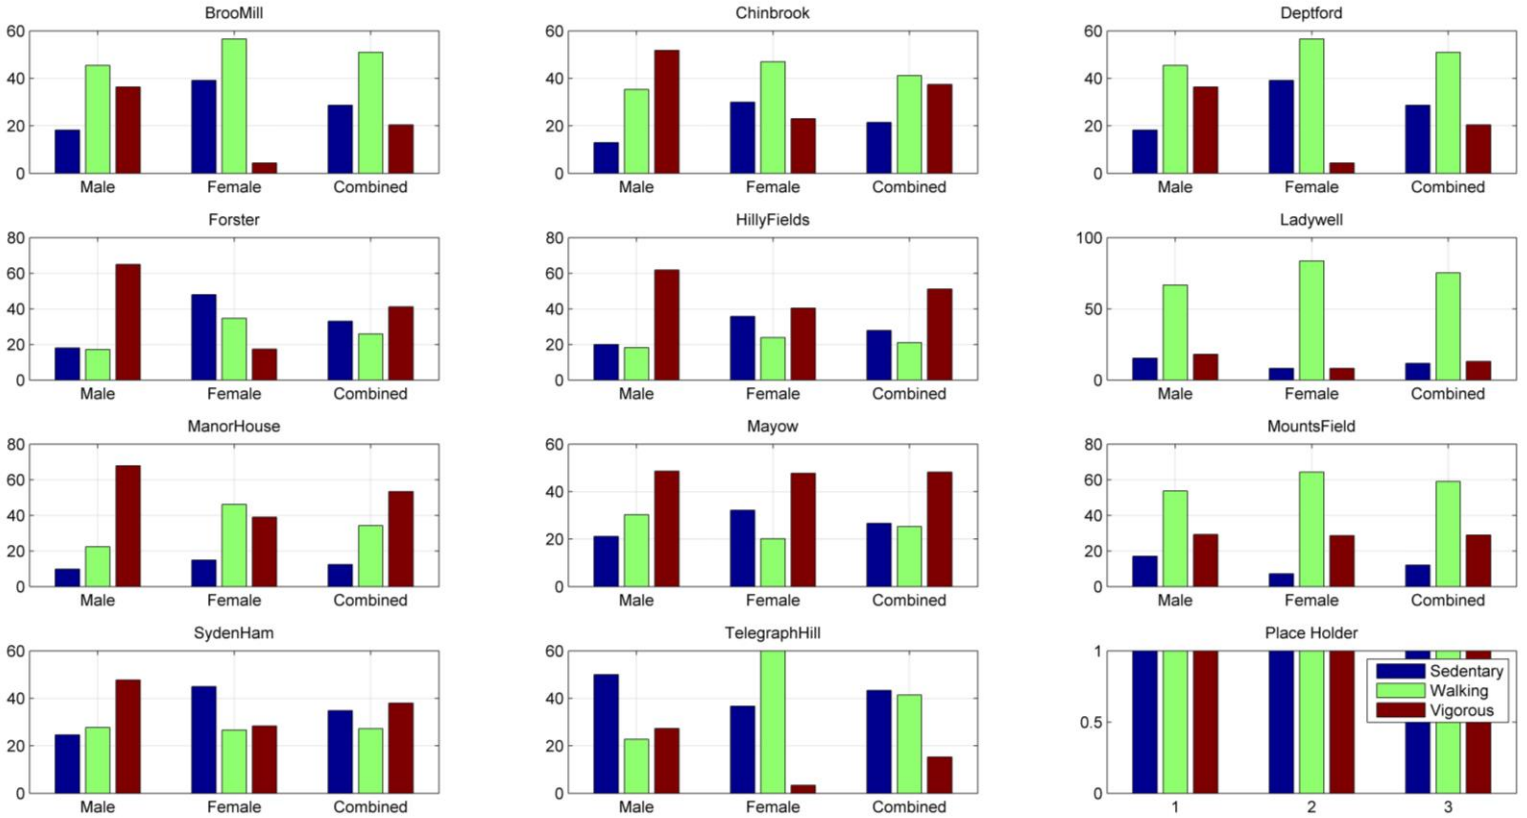 BrooMill
60
40
20
0
Male Female Combined
Chinbrook
60
40
20
0
Male Female Combined
Deptford
60
40
20
0
Male Female Combined
Forster
80
60
40
20
0
Male Female Combined
HillyFields
80
60
40
20
0
Male Female Combined
Ladywell
100
50
0
Male Female Combined
ManorHouse
80
60
40
20
0
Male Female Combined
Mayow
60
40
20
0
Male Female Combined
MountsField
80
60
40
20
0
Male Female Combined
SydenHam
60
40
20
0
Male Female Combined
TelegraphHill
60
40
20
0
Male Female Combined
Place Holder
1
0.5
0
1 2 3
Sedentary
Walking
Vigorous